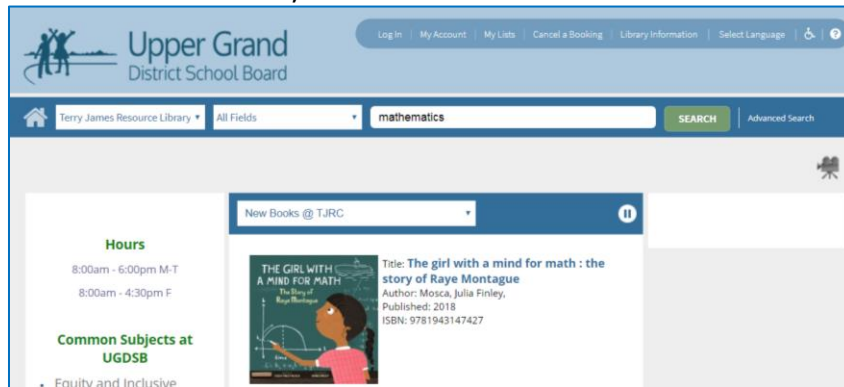 Upper Grand
District School Board
Log In | My Account | My Lists | Cancel a Booking | Library Information | Select Language
Terry James Resource Library
All Fields
mathematics
SEARCH
Advanced Search
New Books @ TJRC
Hours
8:00am - 6:00pm M-T
8:00am - 4:30pm F
Common Subjects at
UGDSB
• Equity and Inclusive
THE GIRL WITH
A MIND FOR MATH
The Story of
Raye Montague
Title: The girl with a mind for math : the
story of Raye Montague
Author: Mosca, Julia Finley,
Published: 2018
ISBN: 9781943147427